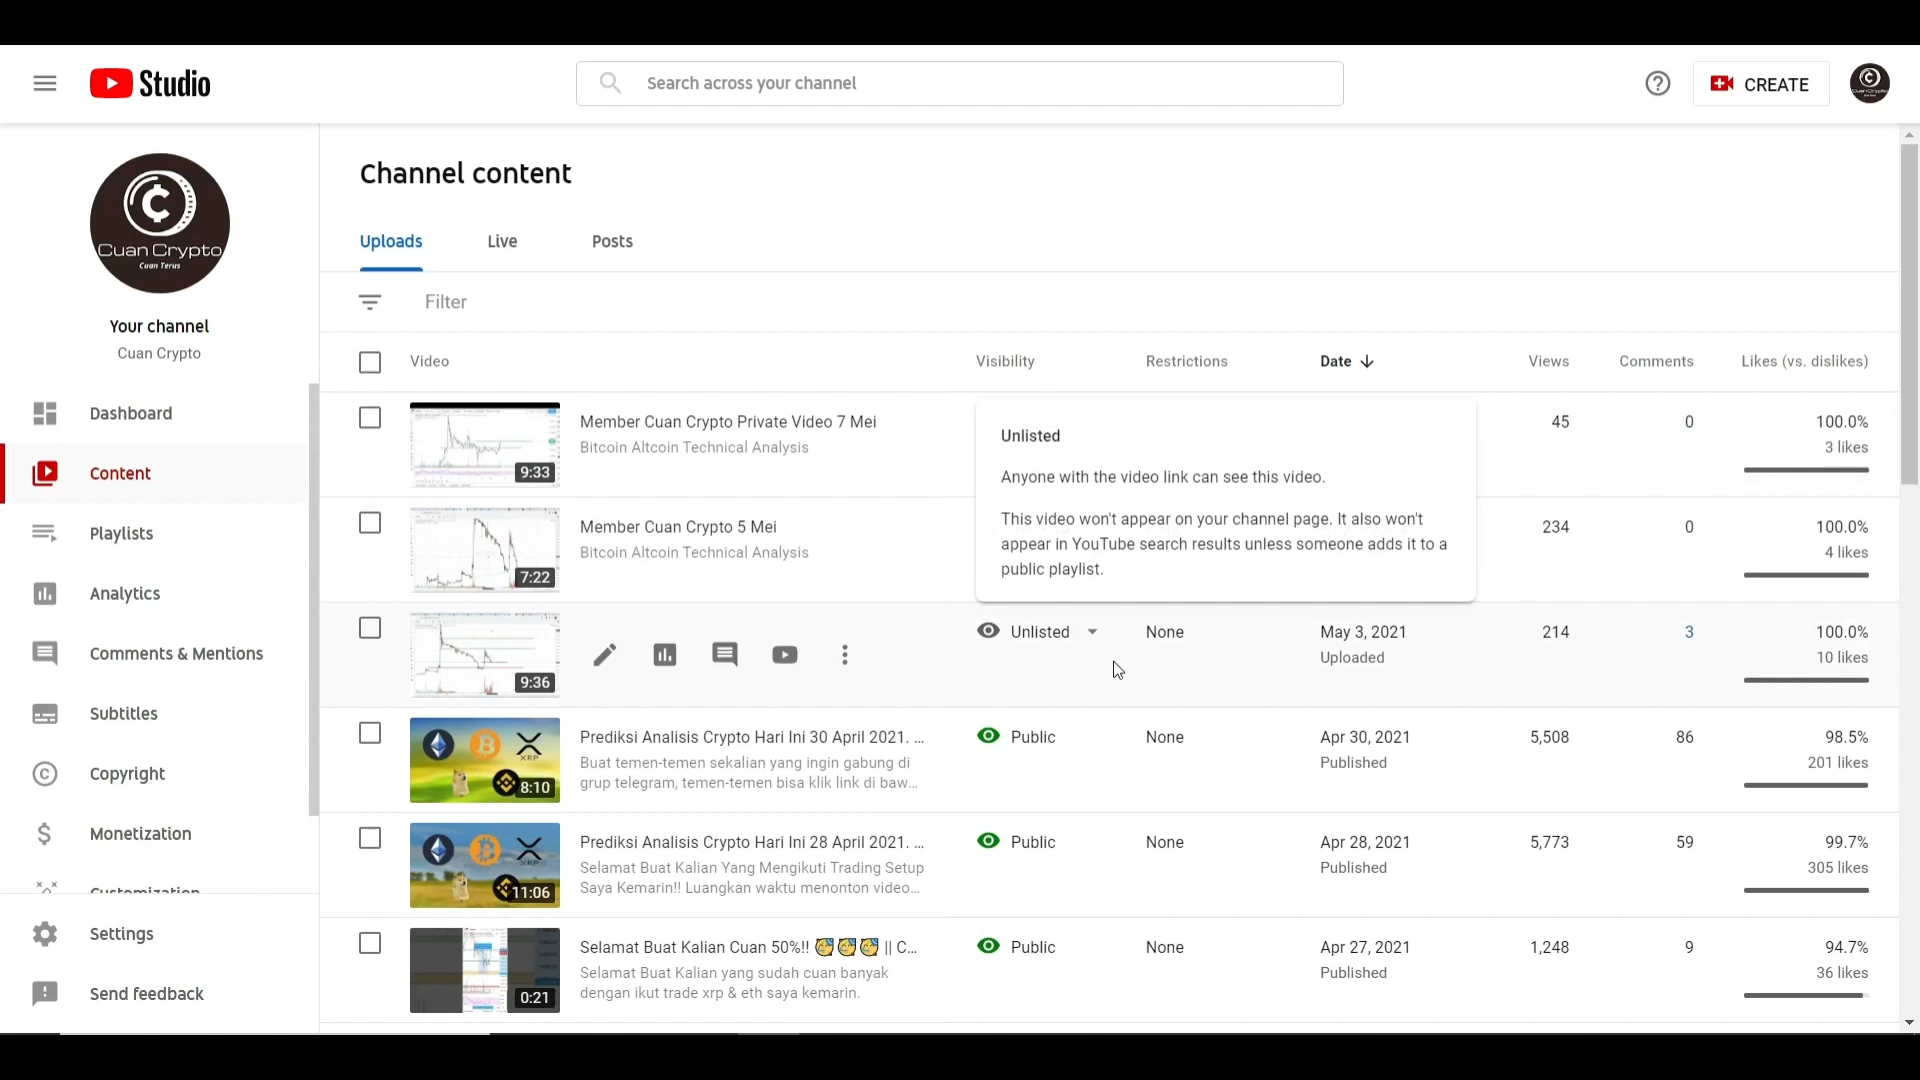 Studio
Search across your channel
CREATE
Cuan Crypto
Cuan Terus
Your channel
Cuan Crypto
Dashboard
Content
Playlists
Analytics
Comments & Mentions
Subtitles
Copyright
Monetization
Customization
Settings
Send feedback
Channel content
Uploads Live Posts
Filter
Video Visibility Restrictions Date Views Comments Likes (vs. dislikes)
9:33
Member Cuan Crypto Private Video 7 Mei
Bitcoin Altcoin Technical Analysis
45 0 100.0%
3 likes
Unlisted
Anyone with the video link can see this video.
This video won't appear on your channel page. It also won't
appear in YouTube search results unless someone adds it to a
public playlist.
7:22
Member Cuan Crypto 5 Mei
Bitcoin Altcoin Technical Analysis
234 0 100.0%
4 likes
9:36
Unlisted None May 3, 2021 214 3 100.0%
Uploaded 10 likes
XRP
8:10
Prediksi Analisis Crypto Hari Ini 30 April 2021. ...
Buat temen-temen sekalian yang ingin gabung di
grup telegram, temen-temen bisa klik link di baw...
Public None Apr 30, 2021 5,508 86 98.5%
Published 201 likes
11:06
Prediksi Analisis Crypto Hari Ini 28 April 2021. ...
Selamat Buat Kalian Yang Mengikuti Trading Setup
Saya Kemarin!! Luangkan waktu menonton video...
Public None Apr 28, 2021 5,773 59 99.7%
Published 305 likes
0:21
Selamat Buat Kalian Cuan 50%!! 🥳🥳🥳 || C...
Selamat Buat Kalian yang sudah cuan banyak
dengan ikut trade xrp & eth saya kemarin.
Public None Apr 27, 2021 1,248 9 94.7%
Published 36 likes